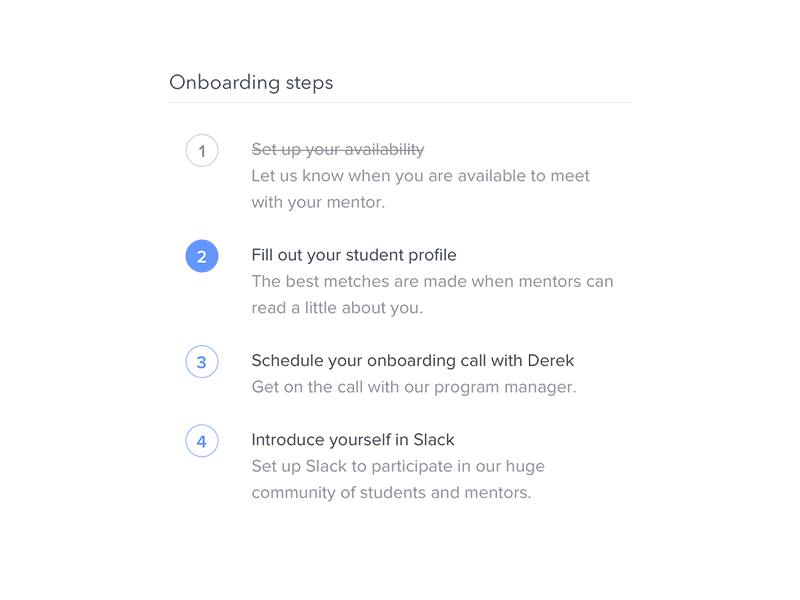 Onboarding steps
1
Set up your availability
Let us know when you are available to meet
with your mentor.
2
Fill out your student profile
The best metches are made when mentors can
read a little about you.
3
Schedule your onboarding call with Derek
Get on the call with our program manager.
4
Introduce yourself in Slack
Set up Slack to participate in our huge
community of students and mentors.